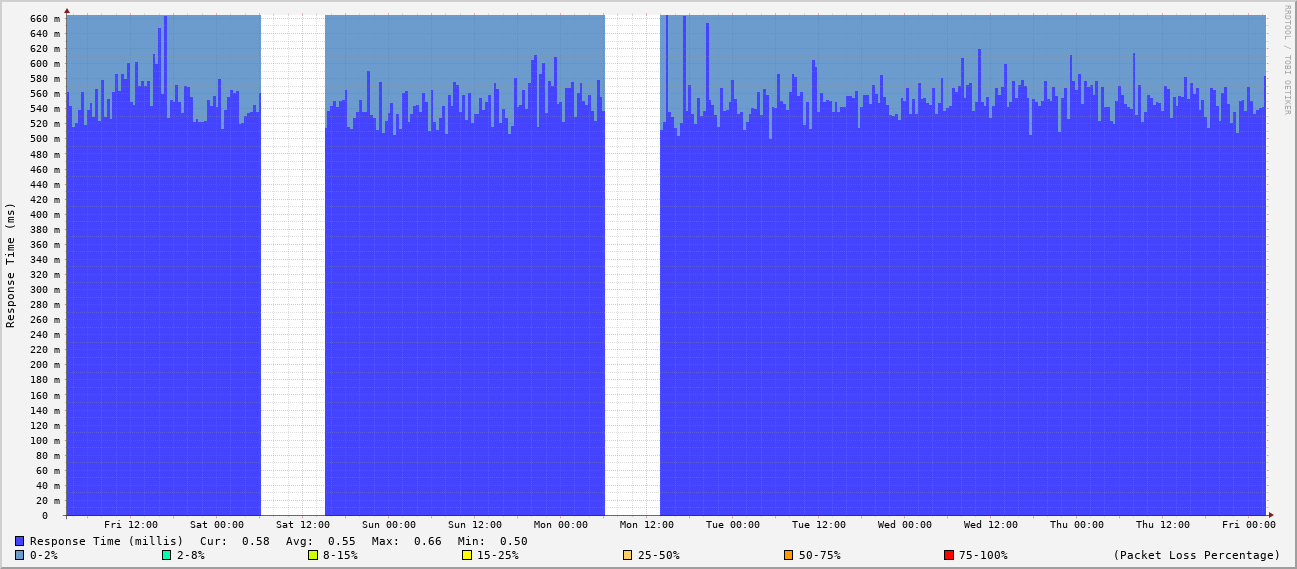 RRDTOOL / TOBI OETIKER
Response Time (ms)
660 m
640 m
620 m
600 m
580 m
560 m
540 m
520 m
500 m
480 m
460 m
440 m
420 m
400 m
380 m
360 m
340 m
320 m
300 m
280 m
260 m
240 m
220 m
200 m
180 m
160 m
140 m
120 m
100 m
80 m
60 m
40 m
20 m
0
Fri 12:00 Sat 00:00 Sat 12:00 Sun 00:00 Sun 12:00 Mon 00:00 Mon 12:00 Tue 00:00 Tue 12:00 Wed 00:00 Wed 12:00 Thu 00:00 Thu 12:00 Fri 00:00
Response Time (millis) Cur: 0.58 Avg: 0.55 Max: 0.66 Min: 0.50
0-2% 2-8% 8-15% 15-25% 25-50% 50-75% 75-100% (Packet Loss Percentage)